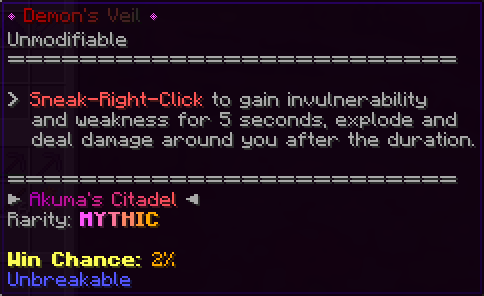 ◆ Demon's Veil ◆
Unmodifiable
============================
> Sneak-Right-Click to gain invulnerability
and weakness for 5 seconds, explode and
deal damage around you after the duration.
============================
► Akuma's Citadel ◄
Rarity: MYTHIC
Win Chance: 2%
Unbreakable